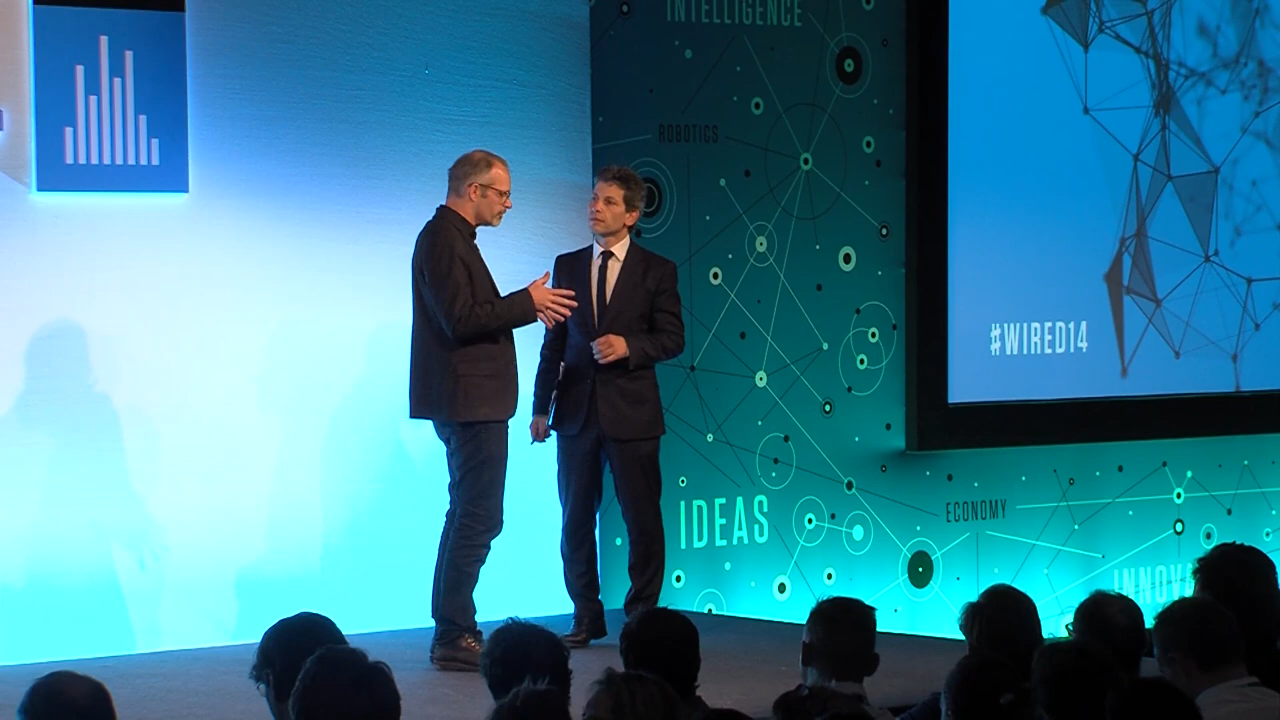 INTELLIGENCE
ROBOTICS
#WIRED14
IDEAS
ECONOMY